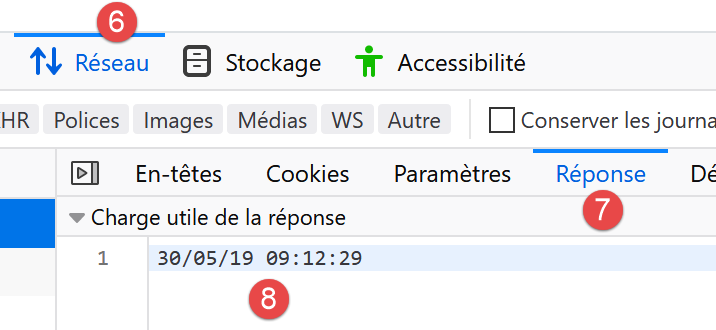 6
Réseau Stockage Accessibilité
XHR Polices Images Médias WS Autre Conserver les journa
En-têtes Cookies Paramètres Réponse Dé
7
Charge utile de la réponse
1 30/05/19 09:12:29
8